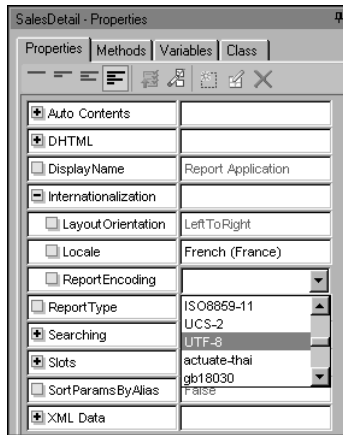 SalesDetail - Properties
Properties Methods Variables Class
Auto Contents
DHTML
DisplayName Report Application
Internationalization
LayoutOrientation LeftToRight
Locale French (France)
ReportEncoding
ReportType ISO8859-11
UCS-2
Searching UTF-8
Slots actuate-thai
gb18030
SortParamsByAlias False
XML Data